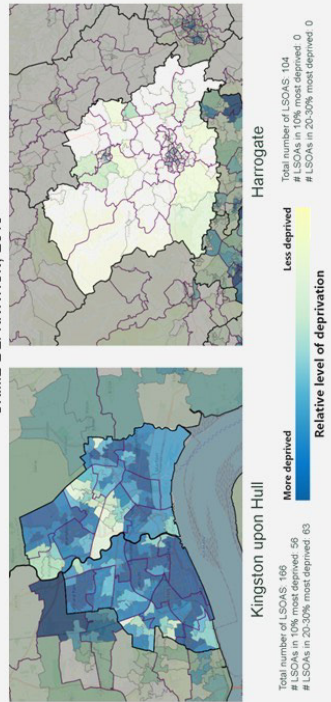 Kingston upon Hull
Total number of LSOAS: 166
# LSOAs in 10% most deprived: 56
# LSOAs in 20-30% most deprived: 63
More deprived
Less deprived
Relative level of deprivation
Harrogate
Total number of LSOAS: 104
# LSOAs in 10% most deprived: 0
# LSOAs in 20-30% most deprived: 0